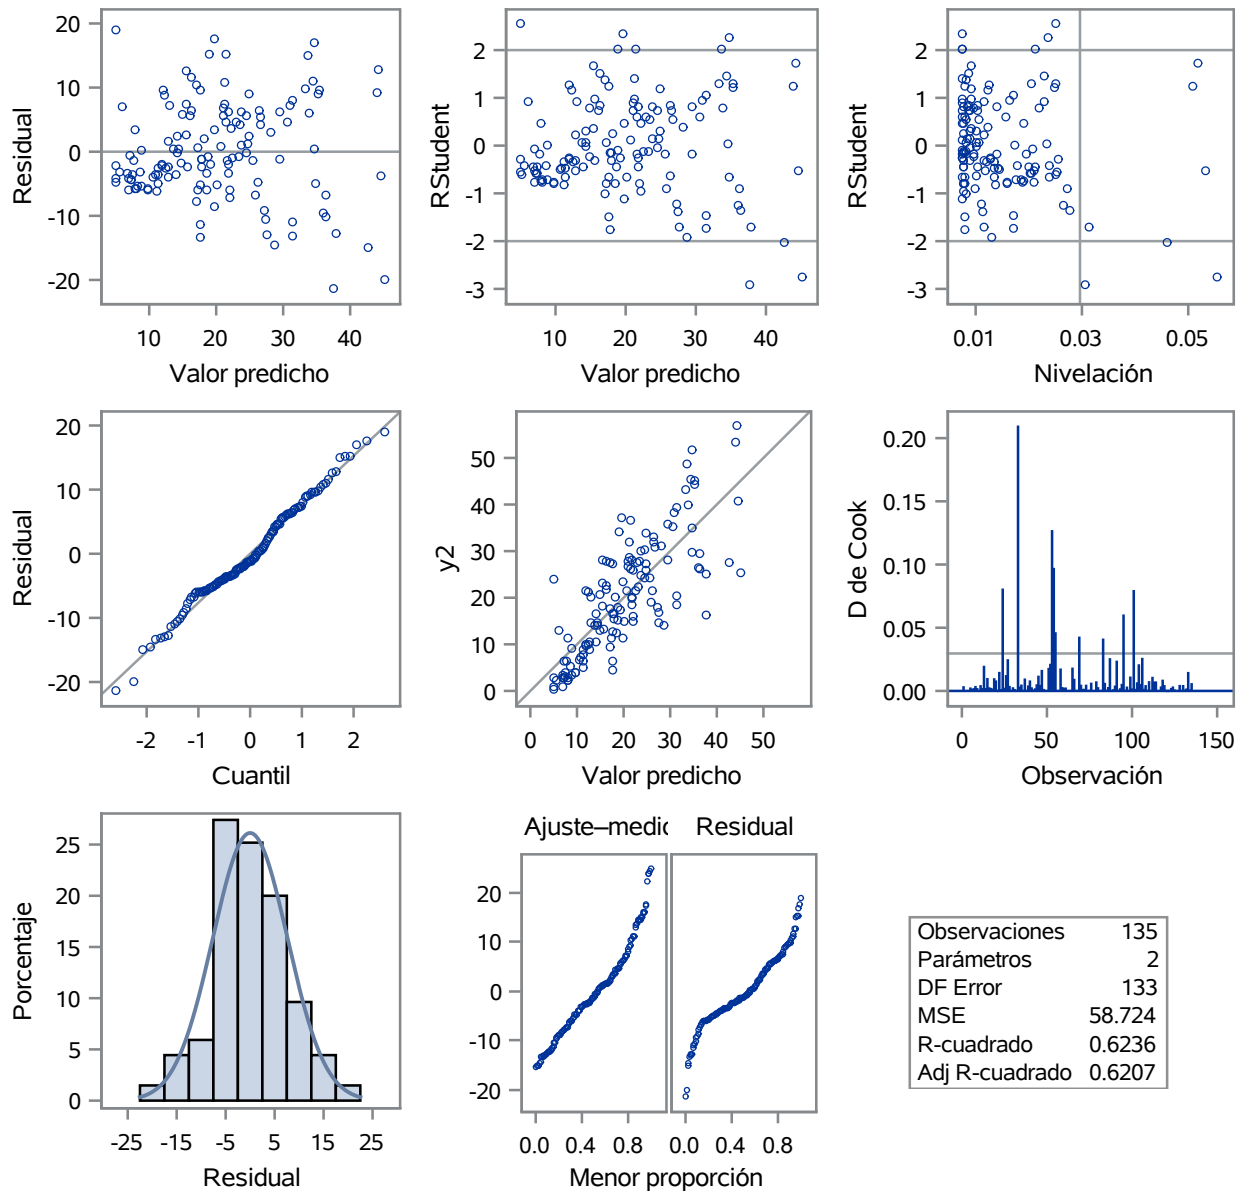 20
10
0
-10
-20
Residual
10 20 30 40
Valor predicho
2
1
0
-1
-2
-3
RStudent
10 20 30 40
Valor predicho
2
1
0
-1
-2
-3
RStudent
0.01 0.03 0.05
Nivelación
20
10
0
-10
-20
Residual
-2 -1 0 1 2
Cuantil
50
40
30
20
10
0
y2
0 10 20 30 40 50
Valor predicho
0.20
0.15
0.10
0.05
0.00
D de Cook
0 50 100 150
Observación
25
20
15
10
5
0
Porcentaje
-25 -15 -5 5 15 25
Residual
Ajuste–medic Residual
20
10
0
-10
-20
0.0 0.4 0.8 0.0 0.4 0.8
Menor proporción
Observaciones 135
Parámetros 2
DF Error 133
MSE 58.724
R-cuadrado 0.6236
Adj R-cuadrado 0.6207